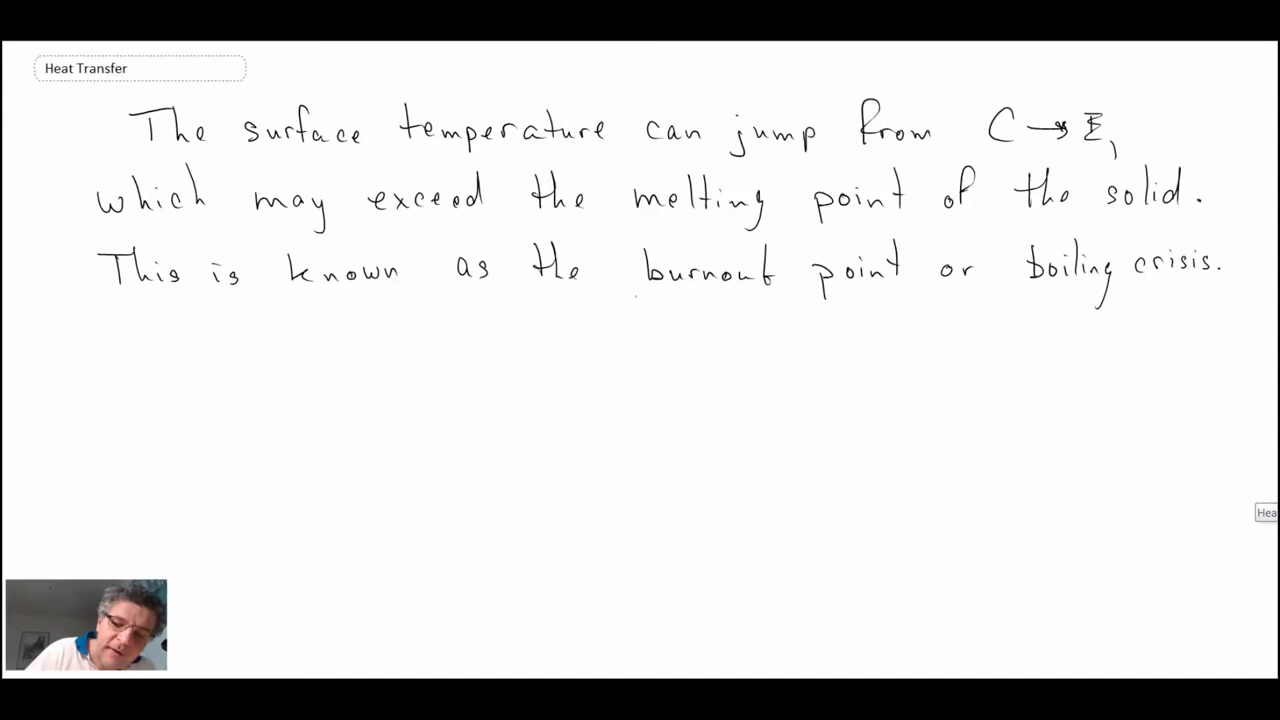 Heat Transfer
The surface temperature can jump from C → E,
which may exceed the melting point of the solid.
This is known as the burnout point or boiling crisis.
Hea